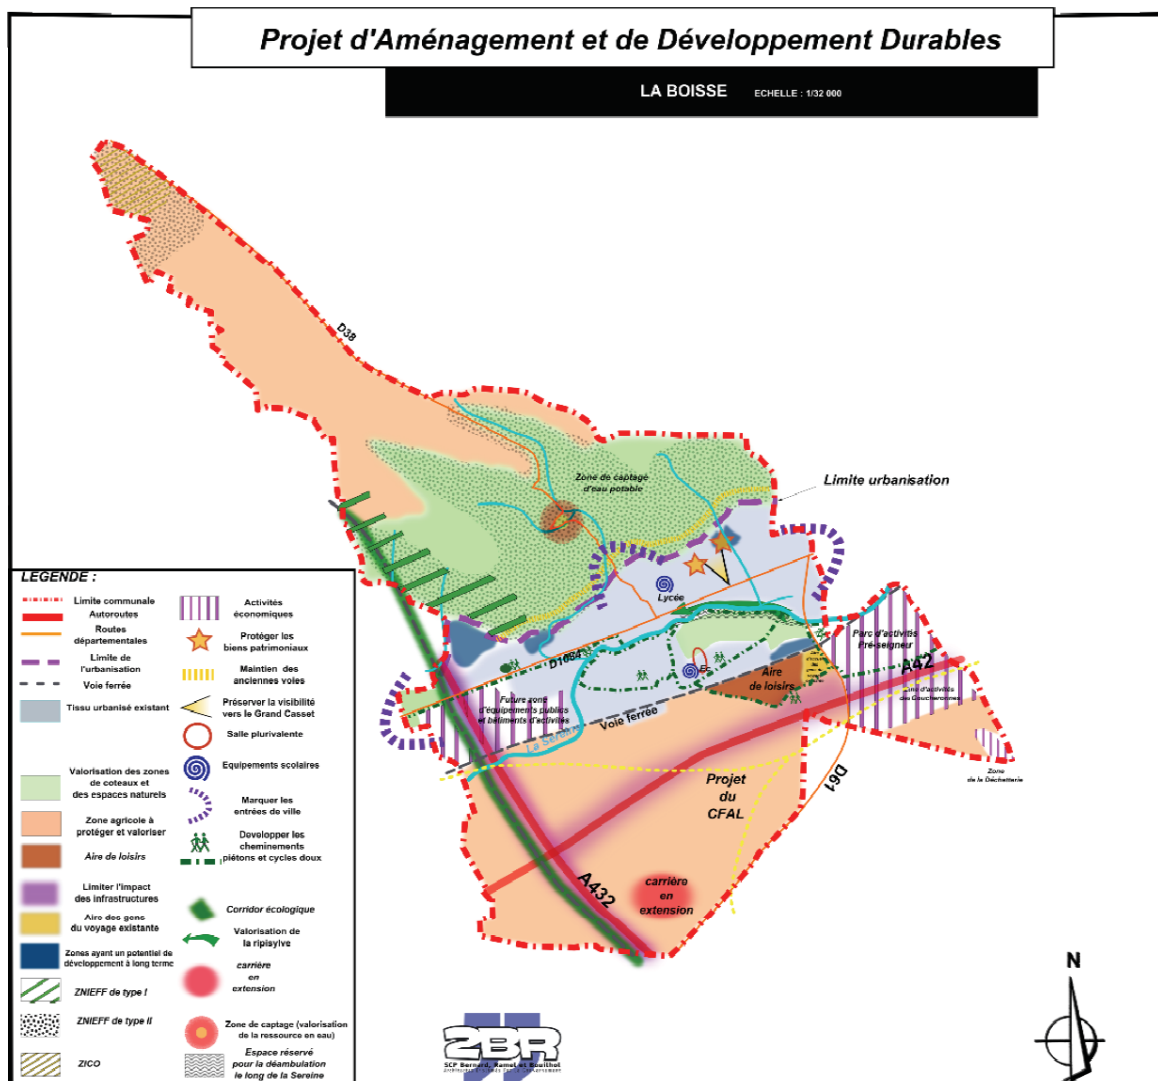 Projet d'Aménagement et de Développement Durables
LA BOISSE ECHELLE : 1/32 000
D38
Zone de captage
d'eau potable
Limite urbanisation
Lycée
D1084
Parc d'activités
Pré-seigneur
A42
Zone d'activités
des Goucheronnes
Aire
de loisirs
Future zone
d'équipements publics
et bâtiments d'activités
Voie ferrée
La Sereine
Projet
du
CFAL
D61
Zone
de la Déchetterie
A432
carrière
en
extension
LEGENDE :
Limite communale
Autoroutes
Routes
départementales
Limite de
l'urbanisation
Voie ferrée
Tissu urbanisé existant
Valorisation des zones
de coteaux et
des espaces naturels
Zone agricole à
protéger et valoriser
Aire de loisirs
Limiter l'impact
des infrastructures
Aire des gens
du voyage existante
Zones ayant un potentiel de
développement à long terme
ZNIEFF de type I
ZNIEFF de type II
ZICO
Activités
économiques
Protéger les
biens patrimoniaux
Maintien des
anciennes voies
Préserver la visibilité
vers le Grand Casset
Salle plurivalente
Equipements scolaires
Marquer les
entrées de ville
Developper les
cheminements
piétons et cycles doux
Corridor écologique
Valorisation de
la ripisylve
carrière
en
extension
Zone de captage (valorisation
de la ressource en eau)
Espace réservé
pour la déambulation
le long de la Sereine
ZBR
SCP Bernard, Ramel et Bouilhol
N